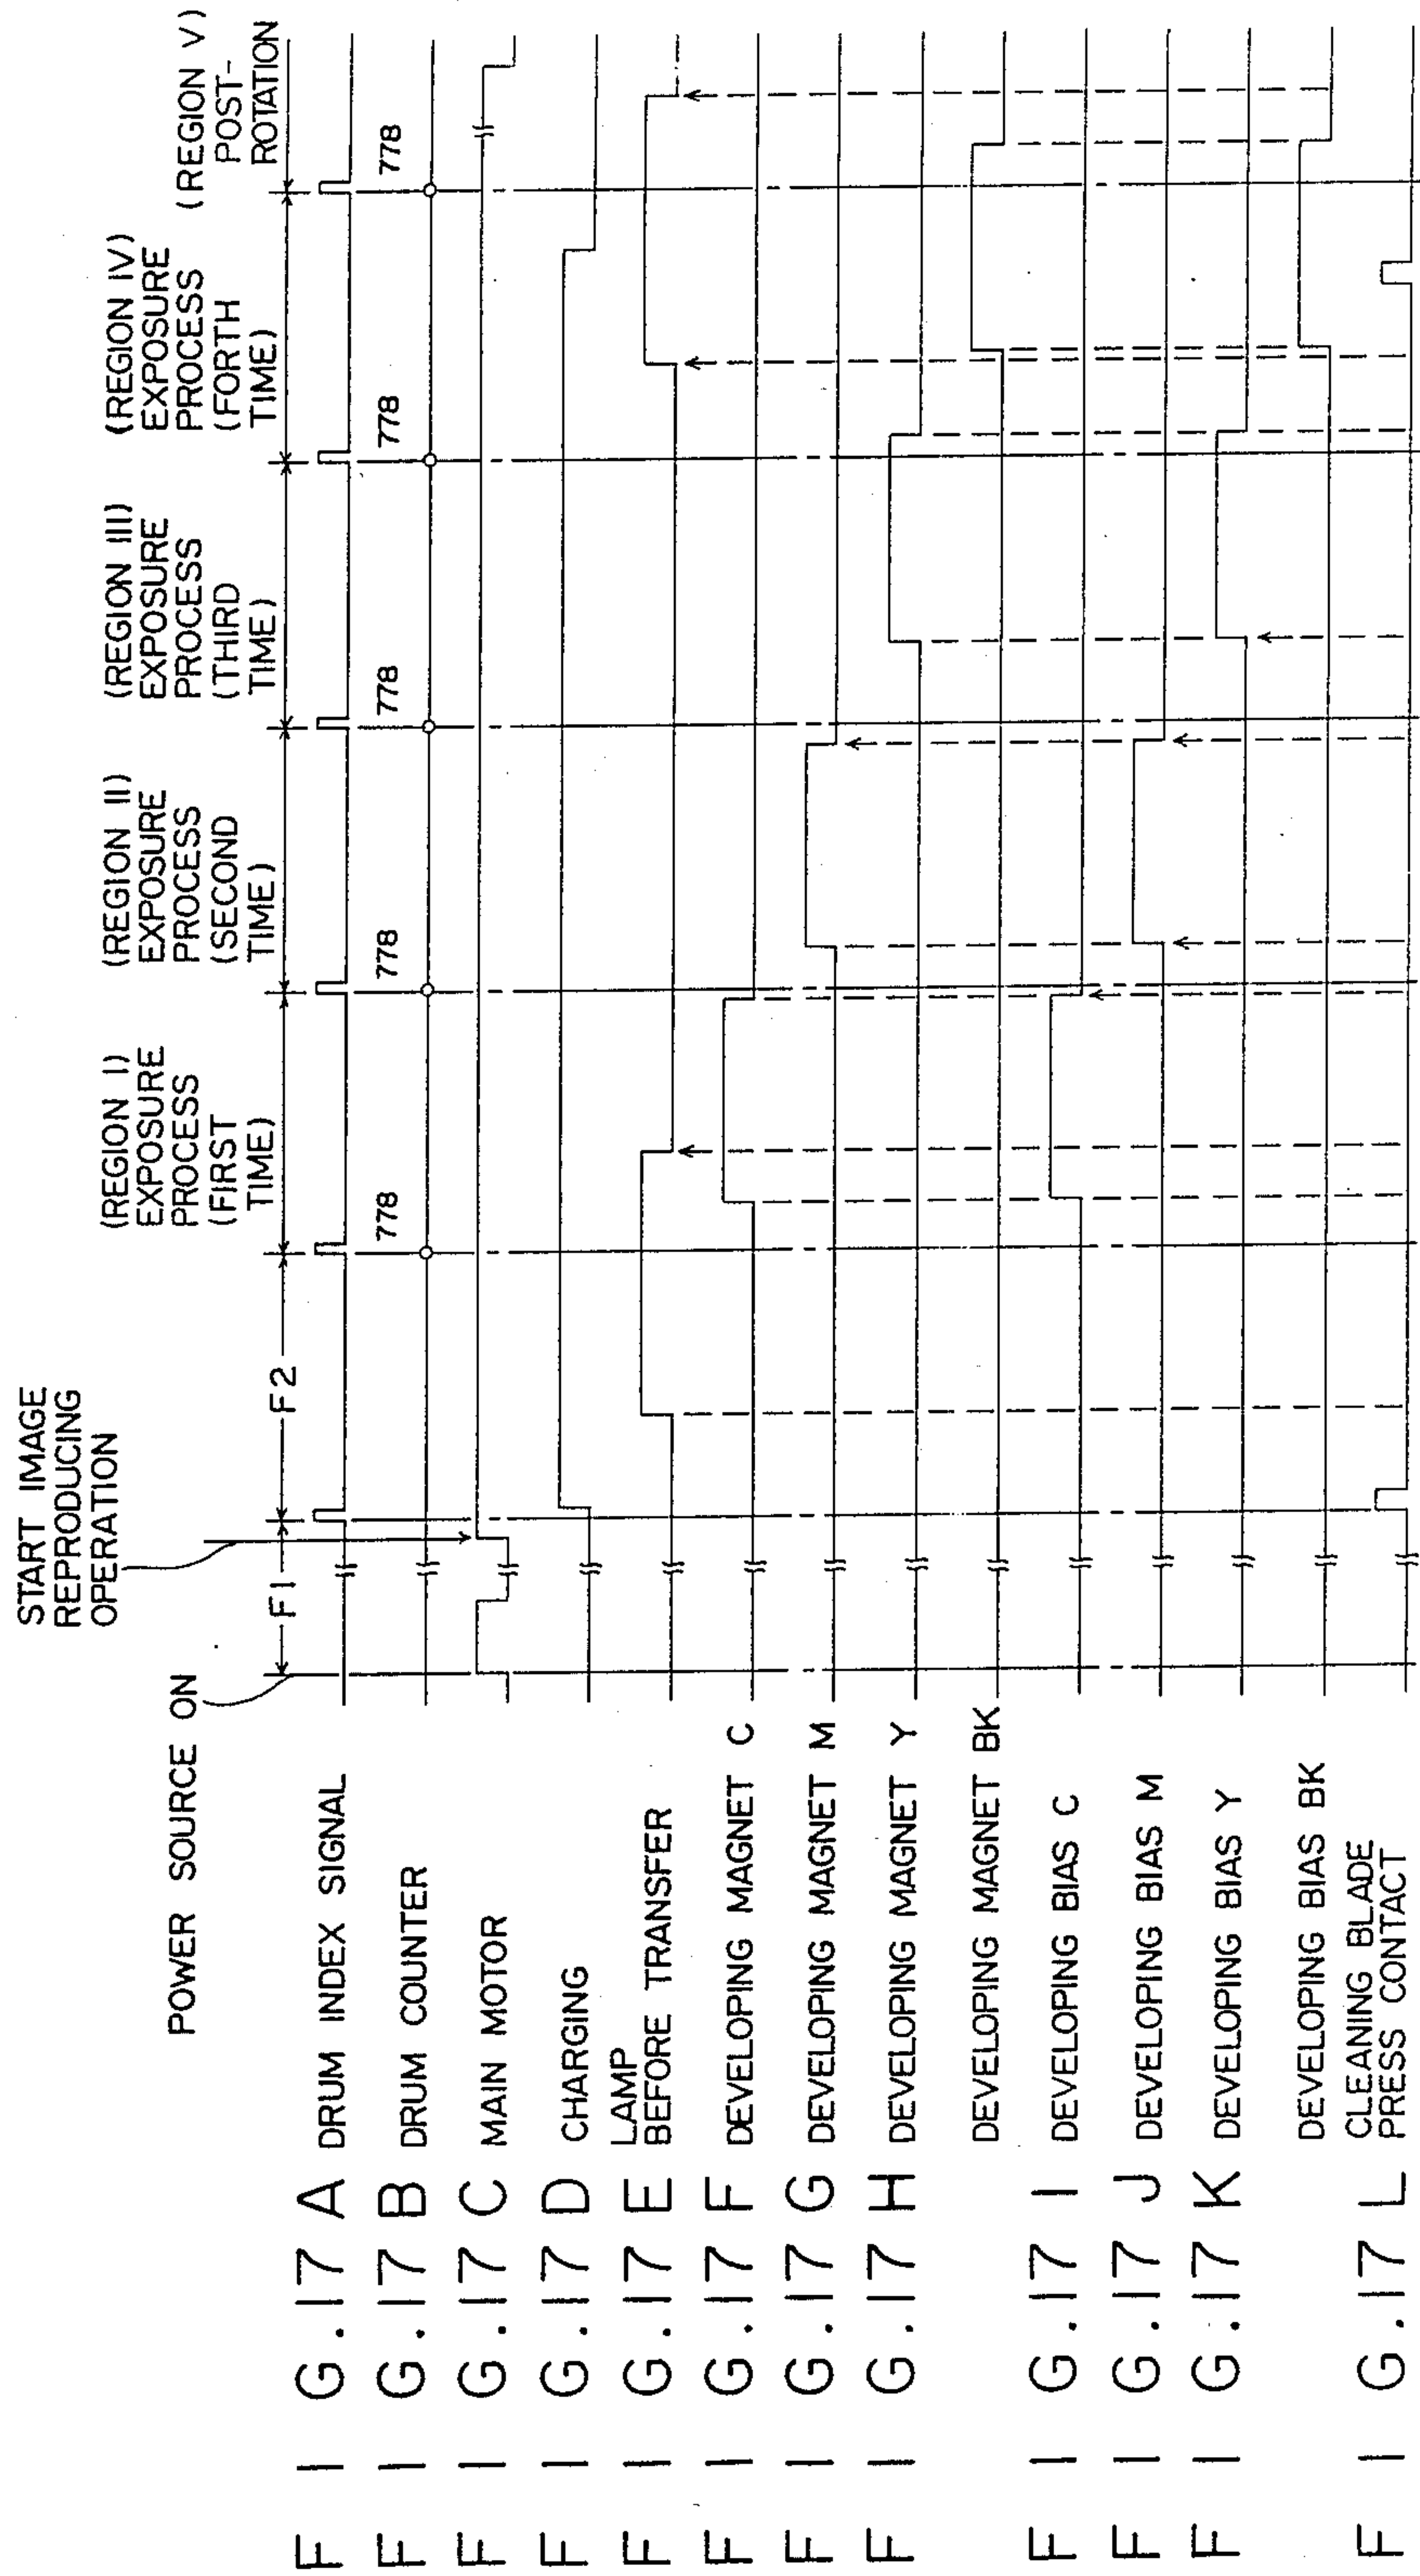 START IMAGE
REPRODUCING
OPERATION
POWER SOURCE ON
F1
F2
(REGION I)
EXPOSURE
PROCESS
(FIRST
TIME)
(REGION II)
EXPOSURE
PROCESS
(SECOND
TIME)
(REGION III)
EXPOSURE
PROCESS
(THIRD
TIME)
(REGION IV)
EXPOSURE
PROCESS
(FORTH
TIME)
(REGION V)
POST-
ROTATION
FIG.17A DRUM INDEX SIGNAL
FIG.17B DRUM COUNTER
778
778
778
778
778
FIG.17C MAIN MOTOR
FIG.17D CHARGING
FIG.17E LAMP
BEFORE TRANSFER
FIG.17F DEVELOPING MAGNET C
FIG.17G DEVELOPING MAGNET M
FIG.17H DEVELOPING MAGNET Y
DEVELOPING MAGNET BK
FIG.17I DEVELOPING BIAS C
FIG.17J DEVELOPING BIAS M
FIG.17K DEVELOPING BIAS Y
DEVELOPING BIAS BK
FIG.17L CLEANING BLADE
PRESS CONTACT